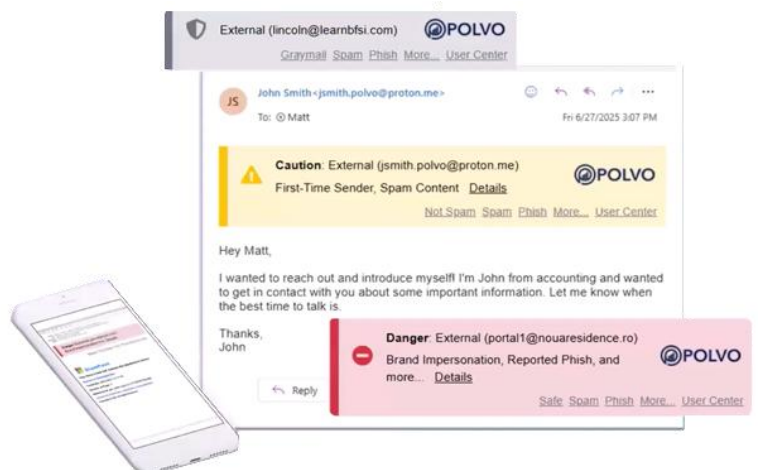 External (lincoln@learnbfsi.com) POLVO
Graymail Spam Phish More... User Center
John Smith<jsmith.polvo@proton.me>
JS
To: Matt
Fri 6/27/2025 3:07 PM
Caution: External (jsmith.polvo@proton.me)
First-Time Sender, Spam Content Details
POLVO
Not Spam Spam Phish More... User Center
Hey Matt,
I wanted to reach out and introduce myself! I'm John from accounting and wanted
to get in contact with you about some important information. Let me know when
the best time to talk is.
Thanks,
John
Reply
Danger: External (portal1@nouaresidence.ro)
Brand Impersonation, Reported Phish, and
more... Details
POLVO
Safe Spam Phish More... User Center